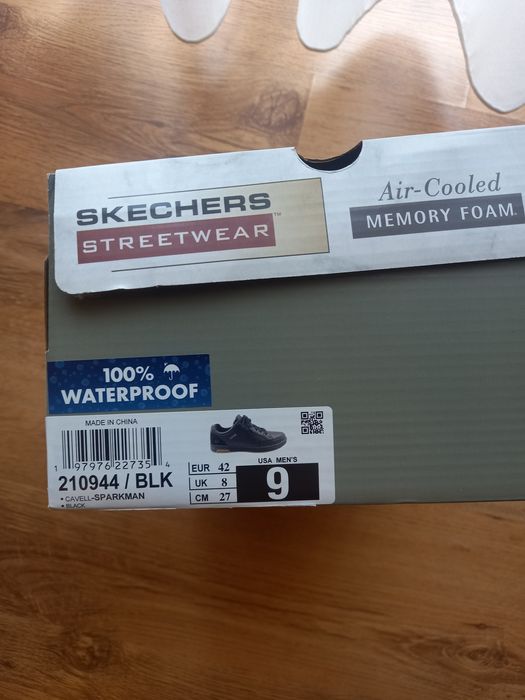 SKECHERS
STREETWEAR™
Air-Cooled
MEMORY FOAM.
100%
WATERPROOF
MADE IN CHINA
1 97976 22735 4
210944 / BLK
• CAVELL-SPARKMAN
• BLACK
EUR 42
UK 8
CM 27
USA MEN'S
9